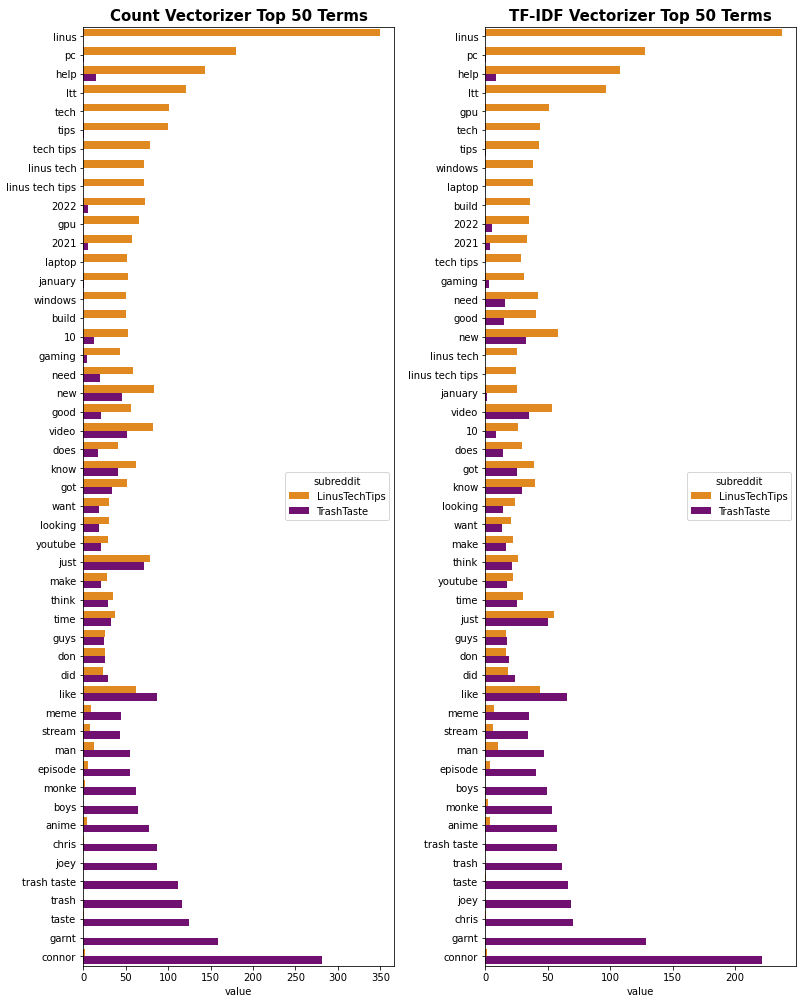 Count Vectorizer Top 50 Terms
linus
pc
help
ltt
tech
tips
tech tips
linus tech
linus tech tips
2022
gpu
2021
laptop
january
windows
build
10
gaming
need
new
good
video
does
know
got
want
looking
youtube
just
make
think
time
guys
don
did
like
meme
stream
man
episode
monke
boys
anime
chris
joey
trash taste
trash
taste
garnt
connor
0 50 100 150 200 250 300 350
value
subreddit
LinusTechTips
TrashTaste
TF-IDF Vectorizer Top 50 Terms
linus
pc
help
ltt
gpu
tech
tips
windows
laptop
build
2022
2021
tech tips
gaming
need
good
new
linus tech
linus tech tips
january
video
10
does
got
know
looking
want
make
think
youtube
time
just
guys
don
did
like
meme
stream
man
episode
boys
monke
anime
trash taste
trash
taste
joey
chris
garnt
connor
0 50 100 150 200
value
subreddit
LinusTechTips
TrashTaste